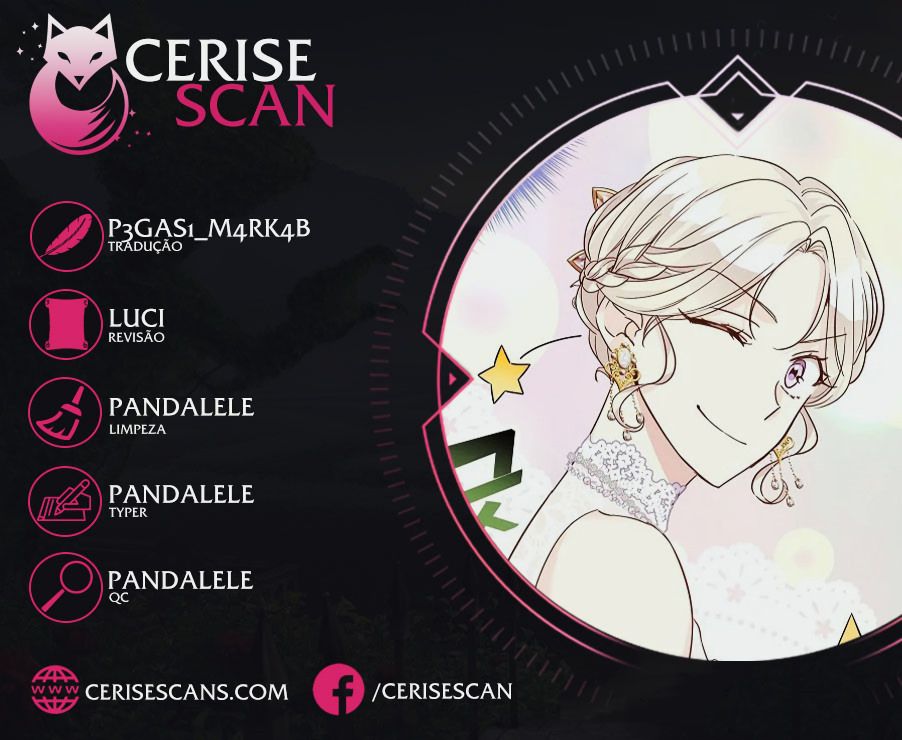 CERISE
SCAN
P3GAS1_M4RK4B
TRADUÇÃO
LUCI
REVISÃO
PANDALELE
LIMPEZA
PANDALELE
TYPER
PANDALELE
QC
WWW
CERISESCANS.COM
/CERISESCAN